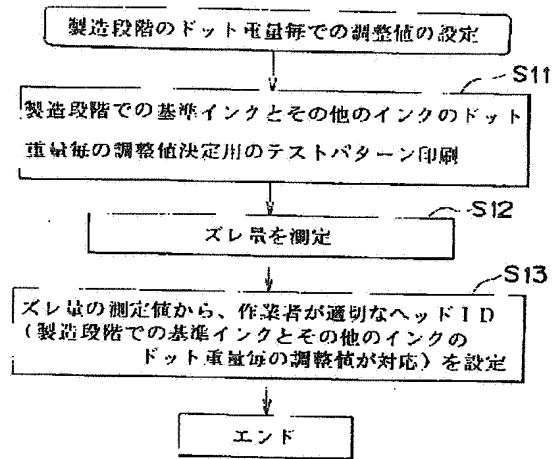 製造段階のドット重量毎での調整値の設定
S11
製造段階での基準インクとその他のインクのドット
重量毎の調整値決定用のテストパターン印刷
S12
ズレ量を測定
S13
ズレ量の測定値から、作業者が適切なヘッドID
(製造段階での基準インクとその他のインクの
ドット重量毎の調整値が対応)を設定
エンド